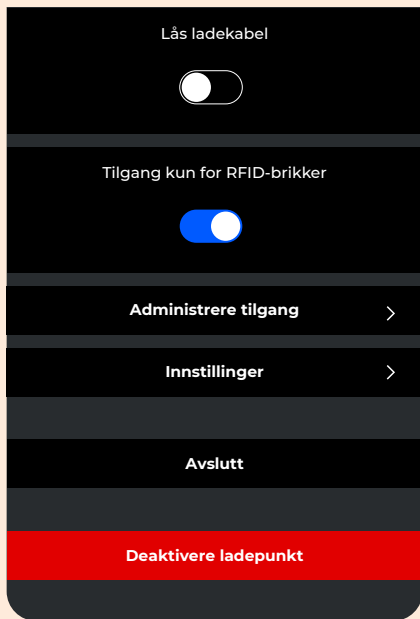 Lås ladekabel
Tilgang kun for RFID-brikker
Administrere tilgang
Innstillinger
Avslutt
Deaktivere ladepunkt